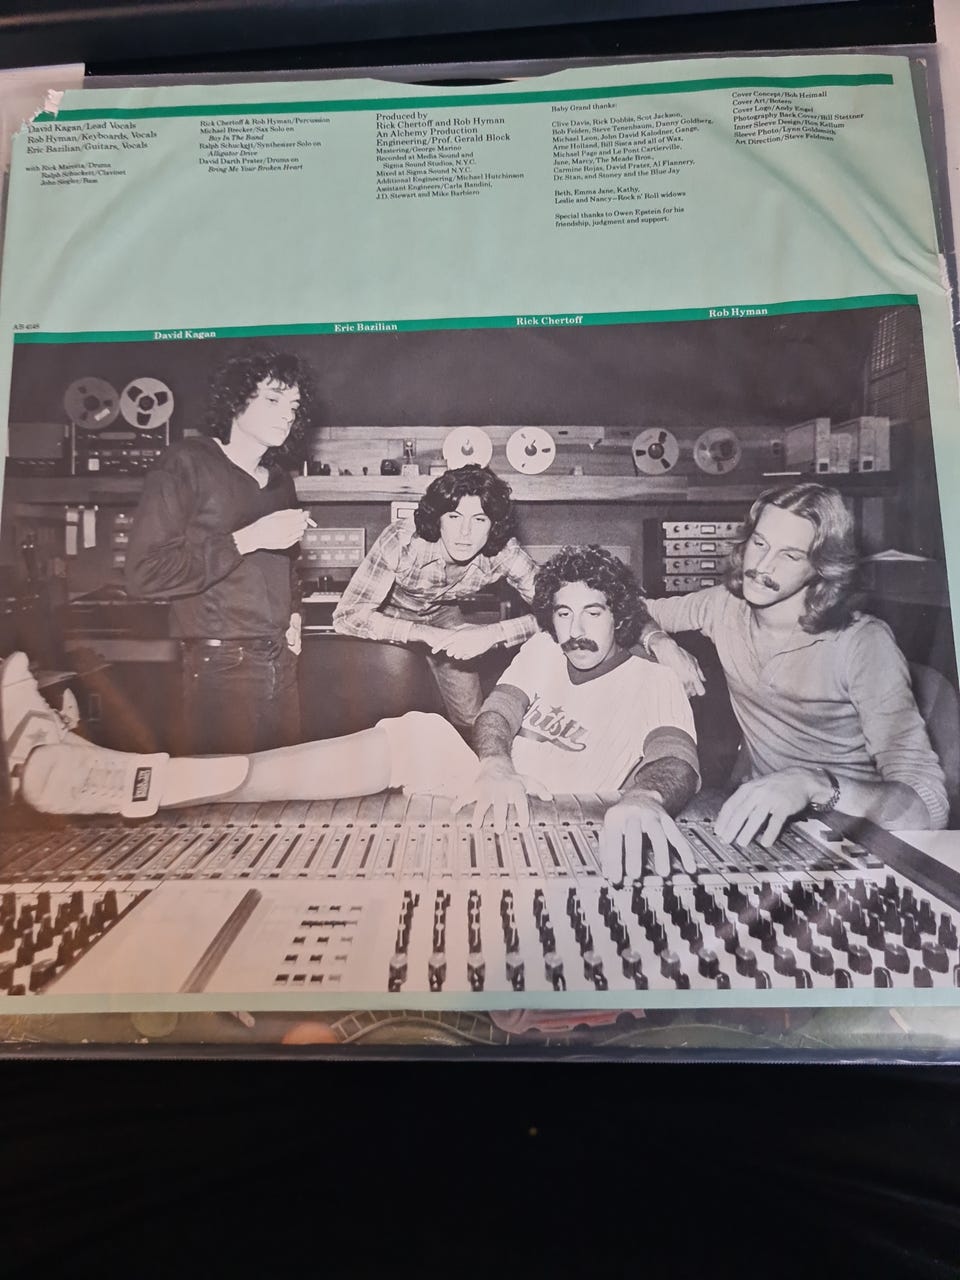 David Kagan/Lead Vocals
Rob Hyman/Keyboards, Vocals
Eric Bazilian/Guitars, Vocals
with Rick Marotta/Drums
Ralph Schuckett/Clavinet
John Siegler/Bass
Rick Chertoff & Rob Hyman/Percussion
Michael Brecker/Sax Solo on
Boy In The Band
Ralph Schuckett/Synthesizer Solo on
Alligator Drive
David Darth Prater/Drums on
Bring Me Your Broken Heart
Produced by
Rick Chertoff and Rob Hyman
An Alchemy Production
Engineering/Prof. Gerald Block
Mastering/George Marino
Recorded at Media Sound and
Sigma Sound Studios, N.Y.C.
Mixed at Sigma Sound N.Y.C.
Additional Engineering/Michael Hutchinson
Assistant Engineers/Carla Bandini,
J.D. Stewart and Mike Barbiero
Baby Grand thanks:
Clive Davis, Rick Dobbis, Scot Jackson,
Bob Feiden, Steve Tenenbaum, Danny Goldberg,
Michael Leon, John David Kalodner, Gange,
Arne Holland, Bill Sisca and all of Wax,
Michael Page and Le Pont Cartierville,
Jane, Marcy, The Meade Bros.,
Carmine Rojas, David Prater, Al Flannery,
Dr. Stan, and Stoney and the Blue Jay
Beth, Emma Jane, Kathy,
Leslie and Nancy—Rock n' Roll widows
Special thanks to Owen Epstein for his
friendship, judgment and support.
Cover Concept/Bob Heimall
Cover Art/Botero
Cover Logo/Andy Engel
Photography Back Cover/Bill Stettner
Inner Sleeve Design/Ron Kellum
Sleeve Photo/Lynn Goldsmith
Art Direction/Steve Feldman
A/B 4148
David Kagan
Eric Bazilian
Rick Chertoff
Rob Hyman